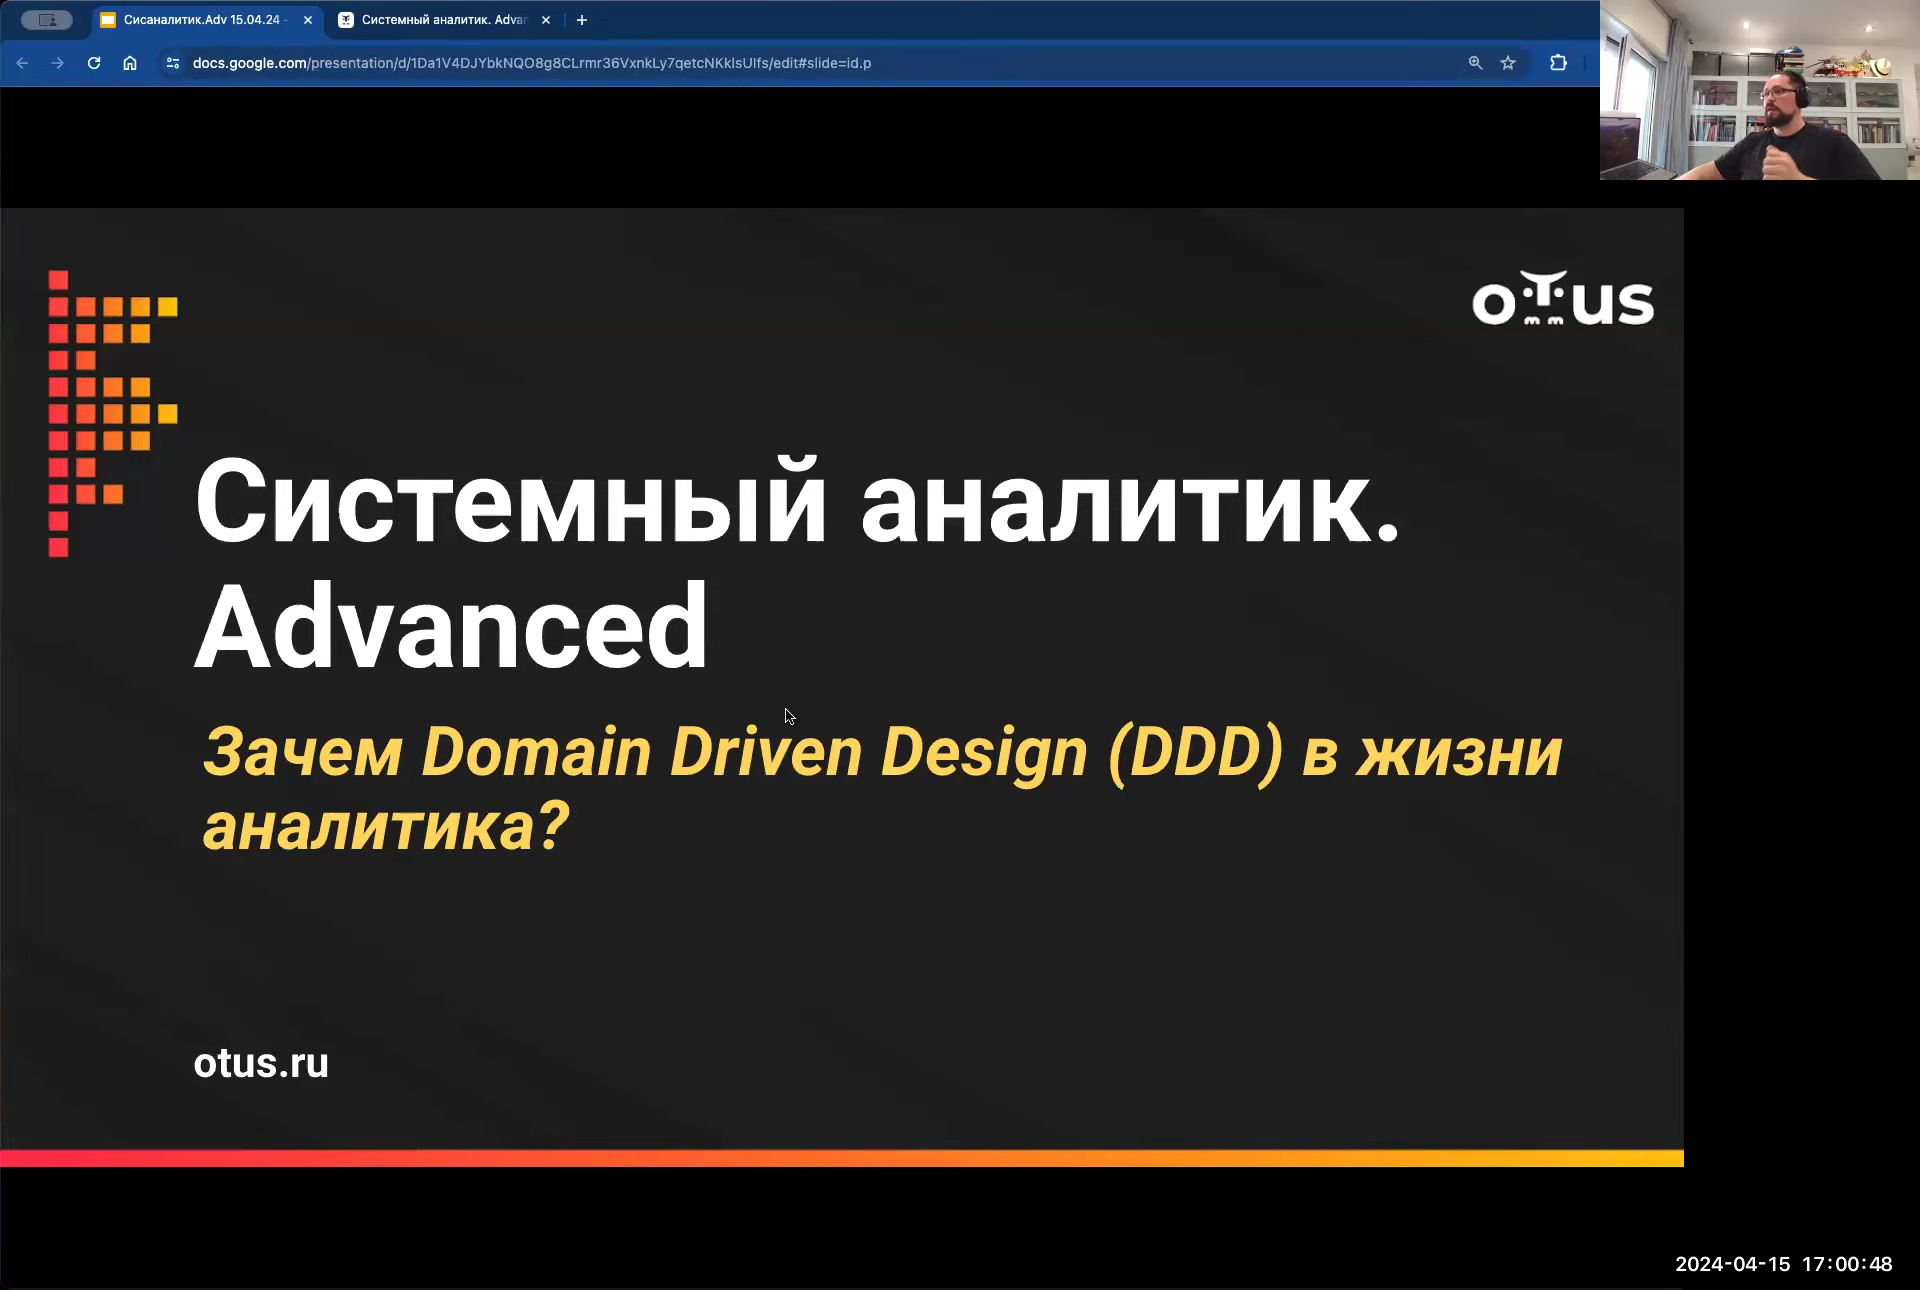 Сисаналитик.Adv 15.04.24 -
Системный аналитик. Advan
docs.google.com/presentation/d/1Da1V4DJYbkNQO8g8CLrmr36VxnkLy7qetcNKklsUlfs/edit#slide=id.p
otus
Системный аналитик.
Advanced
Зачем Domain Driven Design (DDD) в жизни
аналитика?
otus.ru
2024-04-15 17:00:48